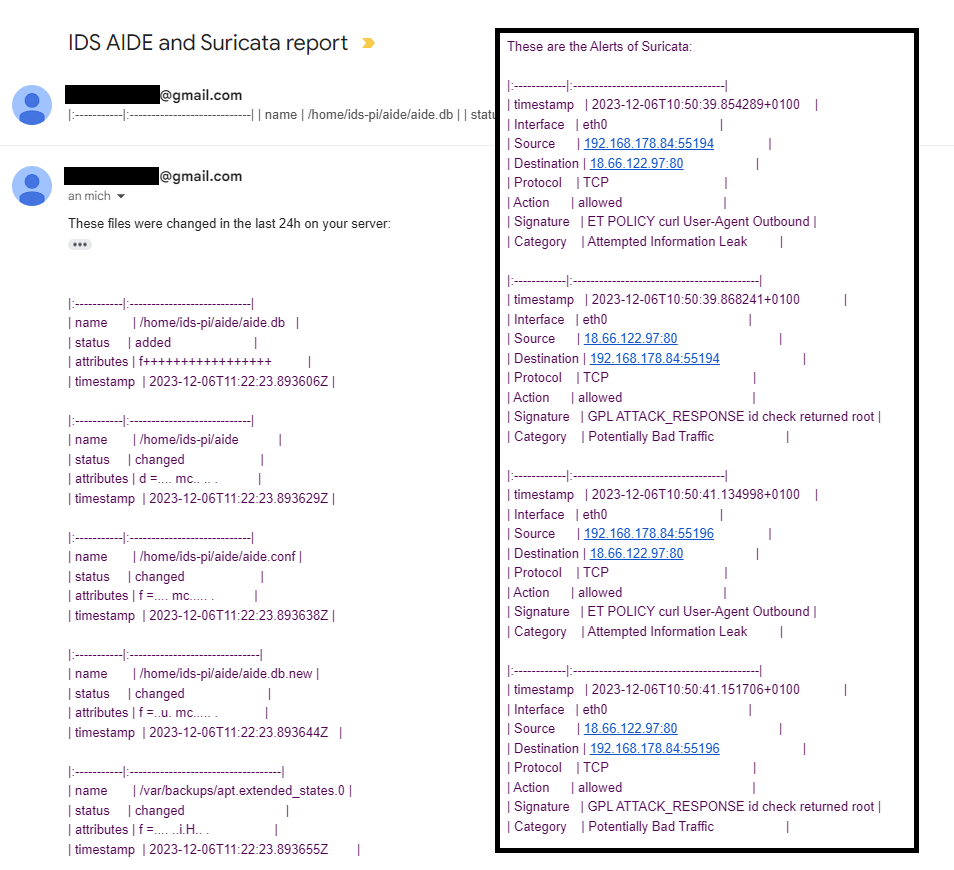 IDS AIDE and Suricata report
@gmail.com
|:-----------|:----------------------------| | name | /home/ids-pi/aide/aide.db | | statu
@gmail.com
an mich
These files were changed in the last 24h on your server:
•••
|:-----------|:----------------------------|
| name | /home/ids-pi/aide/aide.db |
| status | added |
| attributes | f+++++++++++++++++ |
| timestamp | 2023-12-06T11:22:23.893606Z |
|:-----------|:----------------------------|
| name | /home/ids-pi/aide |
| status | changed |
| attributes | d =.... mc.. .. . |
| timestamp | 2023-12-06T11:22:23.893629Z |
|:-----------|:----------------------------|
| name | /home/ids-pi/aide/aide.conf |
| status | changed |
| attributes | f =.... mc..... . |
| timestamp | 2023-12-06T11:22:23.893638Z |
|:-----------|:------------------------------|
| name | /home/ids-pi/aide/aide.db.new |
| status | changed |
| attributes | f =..u. mc..... . |
| timestamp | 2023-12-06T11:22:23.893644Z |
|:-----------|:-----------------------------------|
| name | /var/backups/apt.extended_states.0 |
| status | changed |
| attributes | f =.... ..i.H.. . |
| timestamp | 2023-12-06T11:22:23.893655Z |
These are the Alerts of Suricata:
|:------------|:-----------------------------------|
| timestamp | 2023-12-06T10:50:39.854289+0100 |
| Interface | eth0 |
| Source | 192.168.178.84:55194 |
| Destination | 18.66.122.97:80 |
| Protocol | TCP |
| Action | allowed |
| Signature | ET POLICY curl User-Agent Outbound |
| Category | Attempted Information Leak |
|:------------|:-------------------------------------------|
| timestamp | 2023-12-06T10:50:39.868241+0100 |
| Interface | eth0 |
| Source | 18.66.122.97:80 |
| Destination | 192.168.178.84:55194 |
| Protocol | TCP |
| Action | allowed |
| Signature | GPL ATTACK_RESPONSE id check returned root |
| Category | Potentially Bad Traffic |
|:------------|:-----------------------------------|
| timestamp | 2023-12-06T10:50:41.134998+0100 |
| Interface | eth0 |
| Source | 192.168.178.84:55196 |
| Destination | 18.66.122.97:80 |
| Protocol | TCP |
| Action | allowed |
| Signature | ET POLICY curl User-Agent Outbound |
| Category | Attempted Information Leak |
|:------------|:-------------------------------------------|
| timestamp | 2023-12-06T10:50:41.151706+0100 |
| Interface | eth0 |
| Source | 18.66.122.97:80 |
| Destination | 192.168.178.84:55196 |
| Protocol | TCP |
| Action | allowed |
| Signature | GPL ATTACK_RESPONSE id check returned root |
| Category | Potentially Bad Traffic |